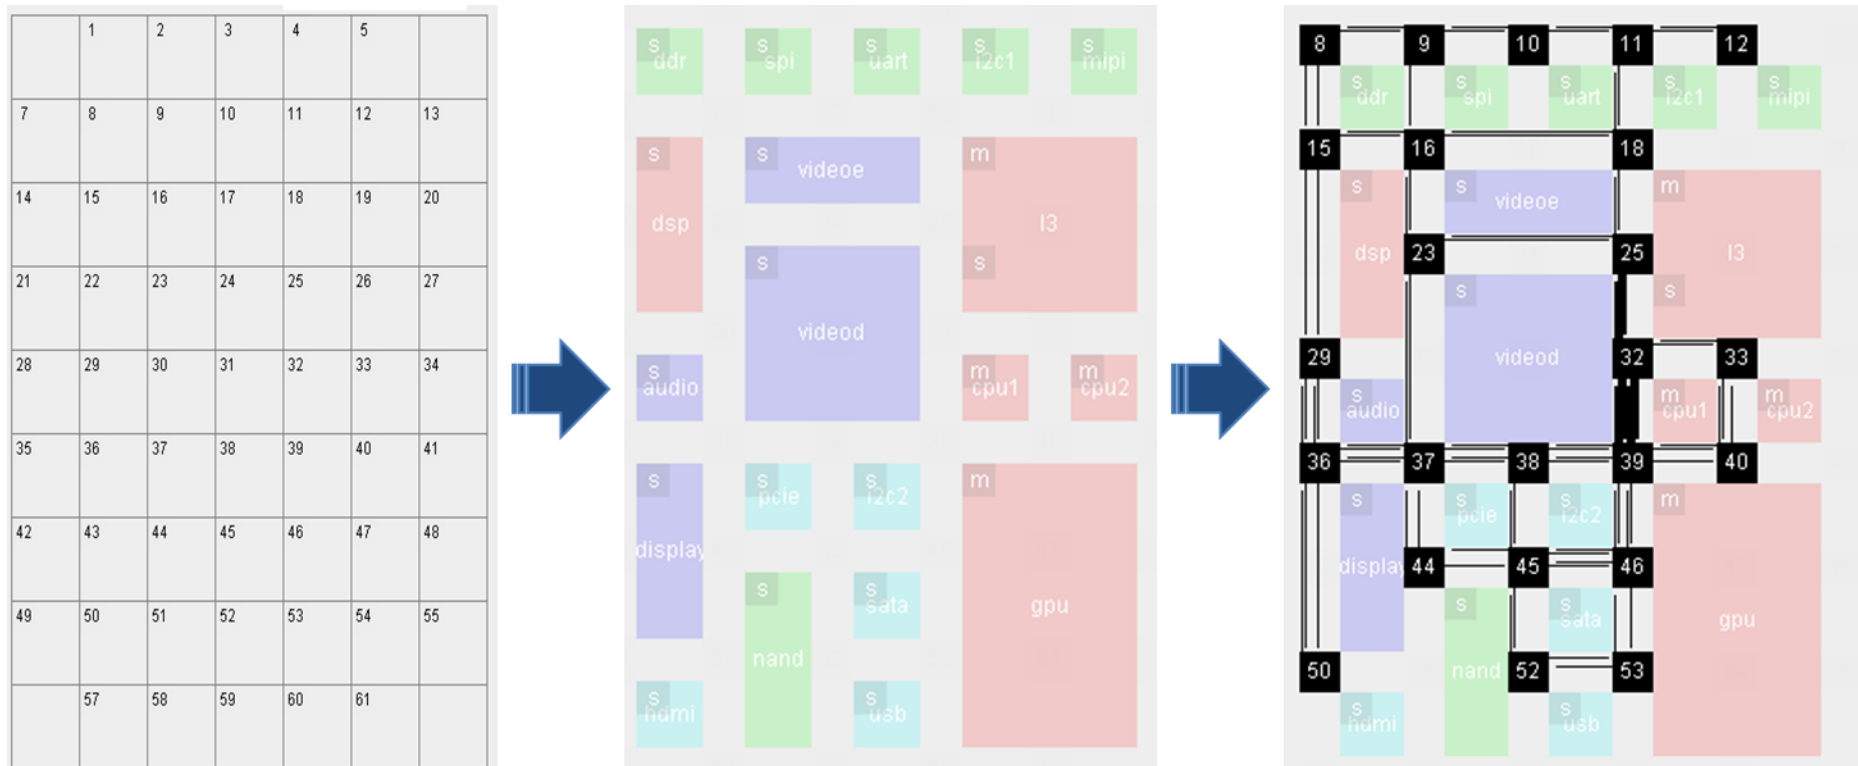 1 2 3 4 5
7 8 9 10 11 12 13
14 15 16 17 18 19 20
21 22 23 24 25 26 27
28 29 30 31 32 33 34
35 36 37 38 39 40 41
42 43 44 45 46 47 48
49 50 51 52 53 54 55
57 58 59 60 61
s s s s s
ddr spi uart i2c1 mipi
s s m
videoe
dsp l3
s s
videod
s m m
audio cpu1 cpu2
s s s m
pcie i2c2
display
s s
sata gpu
nand
s s
hdmi usb
8 9 10 11 12
s s s s s
ddr spi uart i2c1 mipi
15 16 18
s s m
videoe
23 25
dsp l3
s s
videod
29 32 33
s m m
audio cpu1 cpu2
36 37 38 39 40
s s s m
pcie i2c2
display 44 45 46
s s
sata gpu
50 nand 52 53
s s
hdmi usb